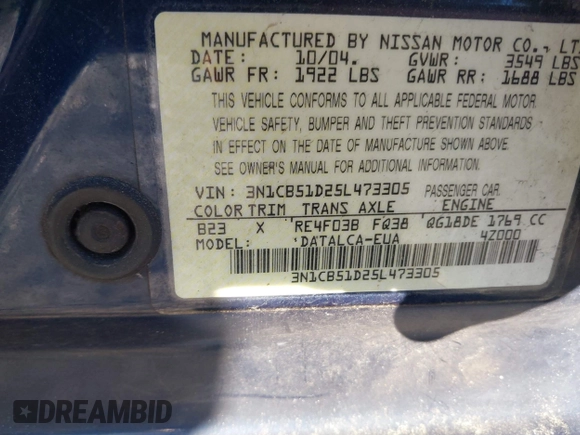 MANUFACTURED BY NISSAN MOTOR CO., LT
DATE: 10/04. GVWR: 3549 LBS
GAWR FR: 1922 LBS GAWR RR: 1688 LBS
THIS VEHICLE CONFORMS TO ALL APPLICABLE FEDERAL MOTOR
VEHICLE SAFETY, BUMPER AND THEFT PREVENTION STANDARDS
IN EFFECT ON THE DATE OF MANUFACTURE SHOWN ABOVE.
SEE OWNER'S MANUAL FOR ADDITIONAL INFORMATION.
VIN: 3N1CB51D25L473305 PASSENGER CAR
COLOR TRIM TRANS AXLE ENGINE
B23 X RE4F03B FQ38 QG18DE 1769 CC
MODEL: DATALCA-EUA 4Z000
3N1CB51D25L473305
DREAMBID